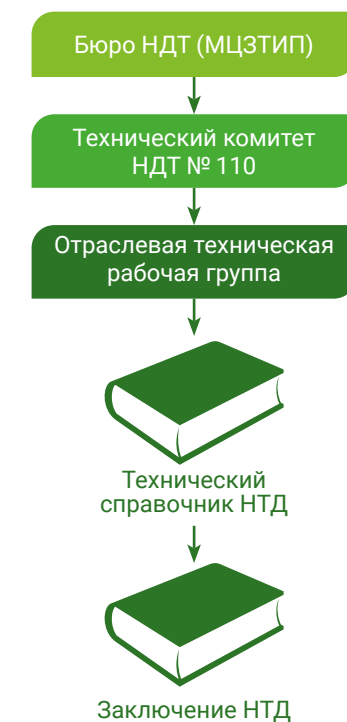 Бюро НДТ (МЦЗТИП)
Технический комитет
НДТ № 110
Отраслевая техническая
рабочая группа
Технический
справочник НТД
Заключение НТД